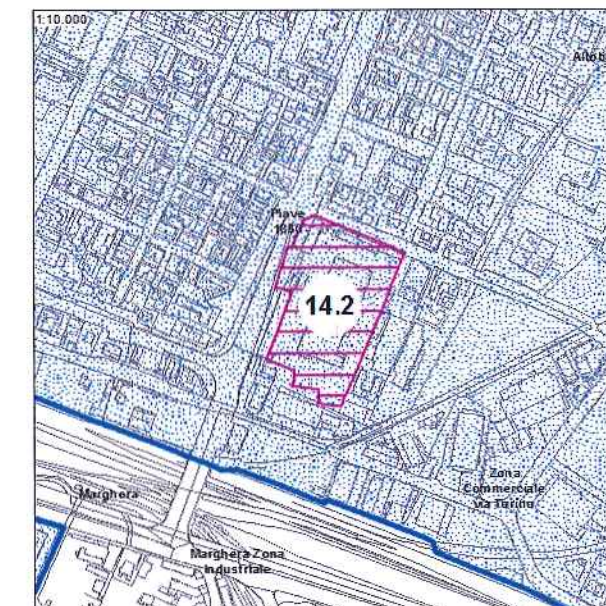 1:10.000
Altob
Piave
1860
14.2
Zona
Commerciale
via Torino
Marghera
Marghera Zona
Industriale